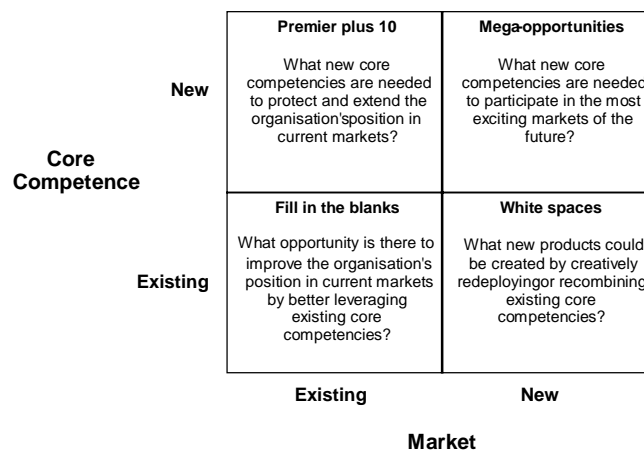 Premier plus 10
What new core
competencies are needed
to protect and extend the
organisation'sposition in
current markets?
Mega-opportunities
What new core
competencies are needed
to participate in the most
exciting markets of the
future?
New
Core
Competence
Fill in the blanks
What opportunity is there to
improve the organisation's
position in current markets
by better leveraging
existing core
competencies?
White spaces
What new products could
be created by creatively
redeployingor recombining
existing core
competencies?
Existing
Existing
New
Market